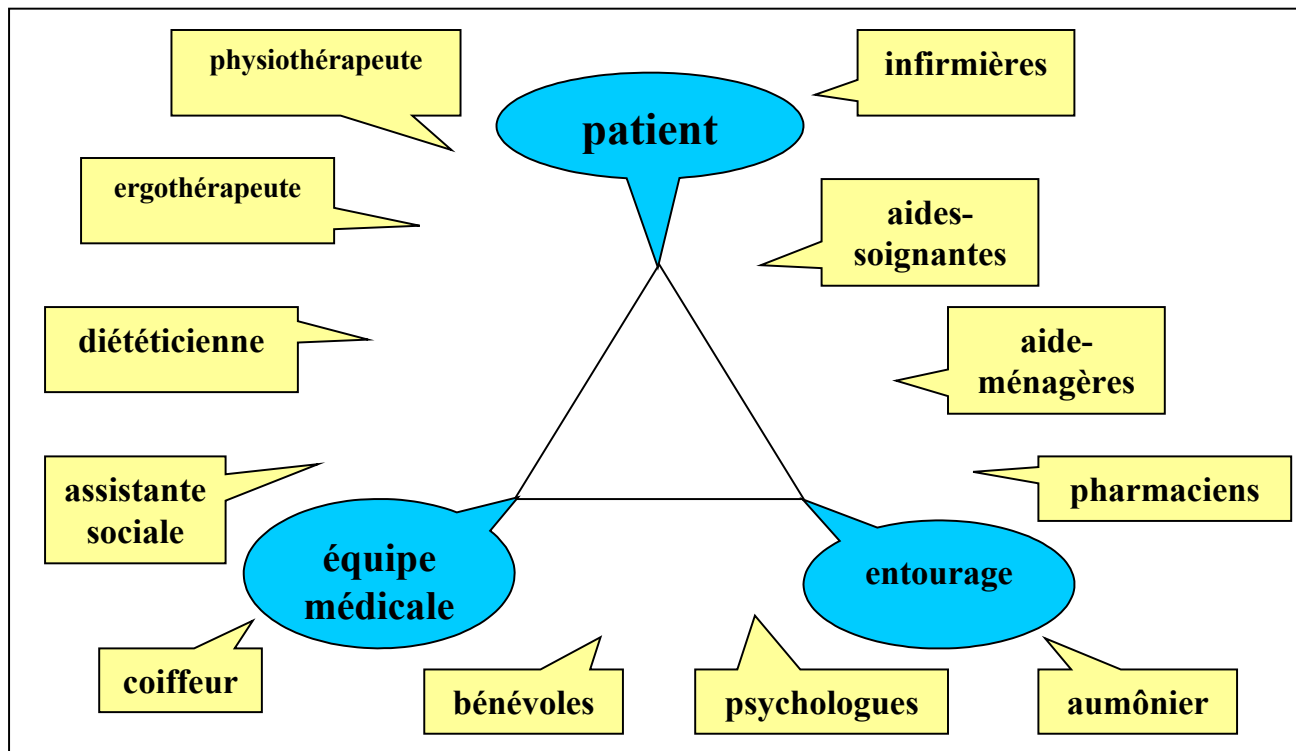 physiothérapeute
infirmières
patient
ergothérapeute
aides-
soignantes
diététicienne
aide-
ménagères
assistante
sociale
pharmaciens
équipe
médicale
entourage
coiffeur
bénévoles
psychologues
aumônier